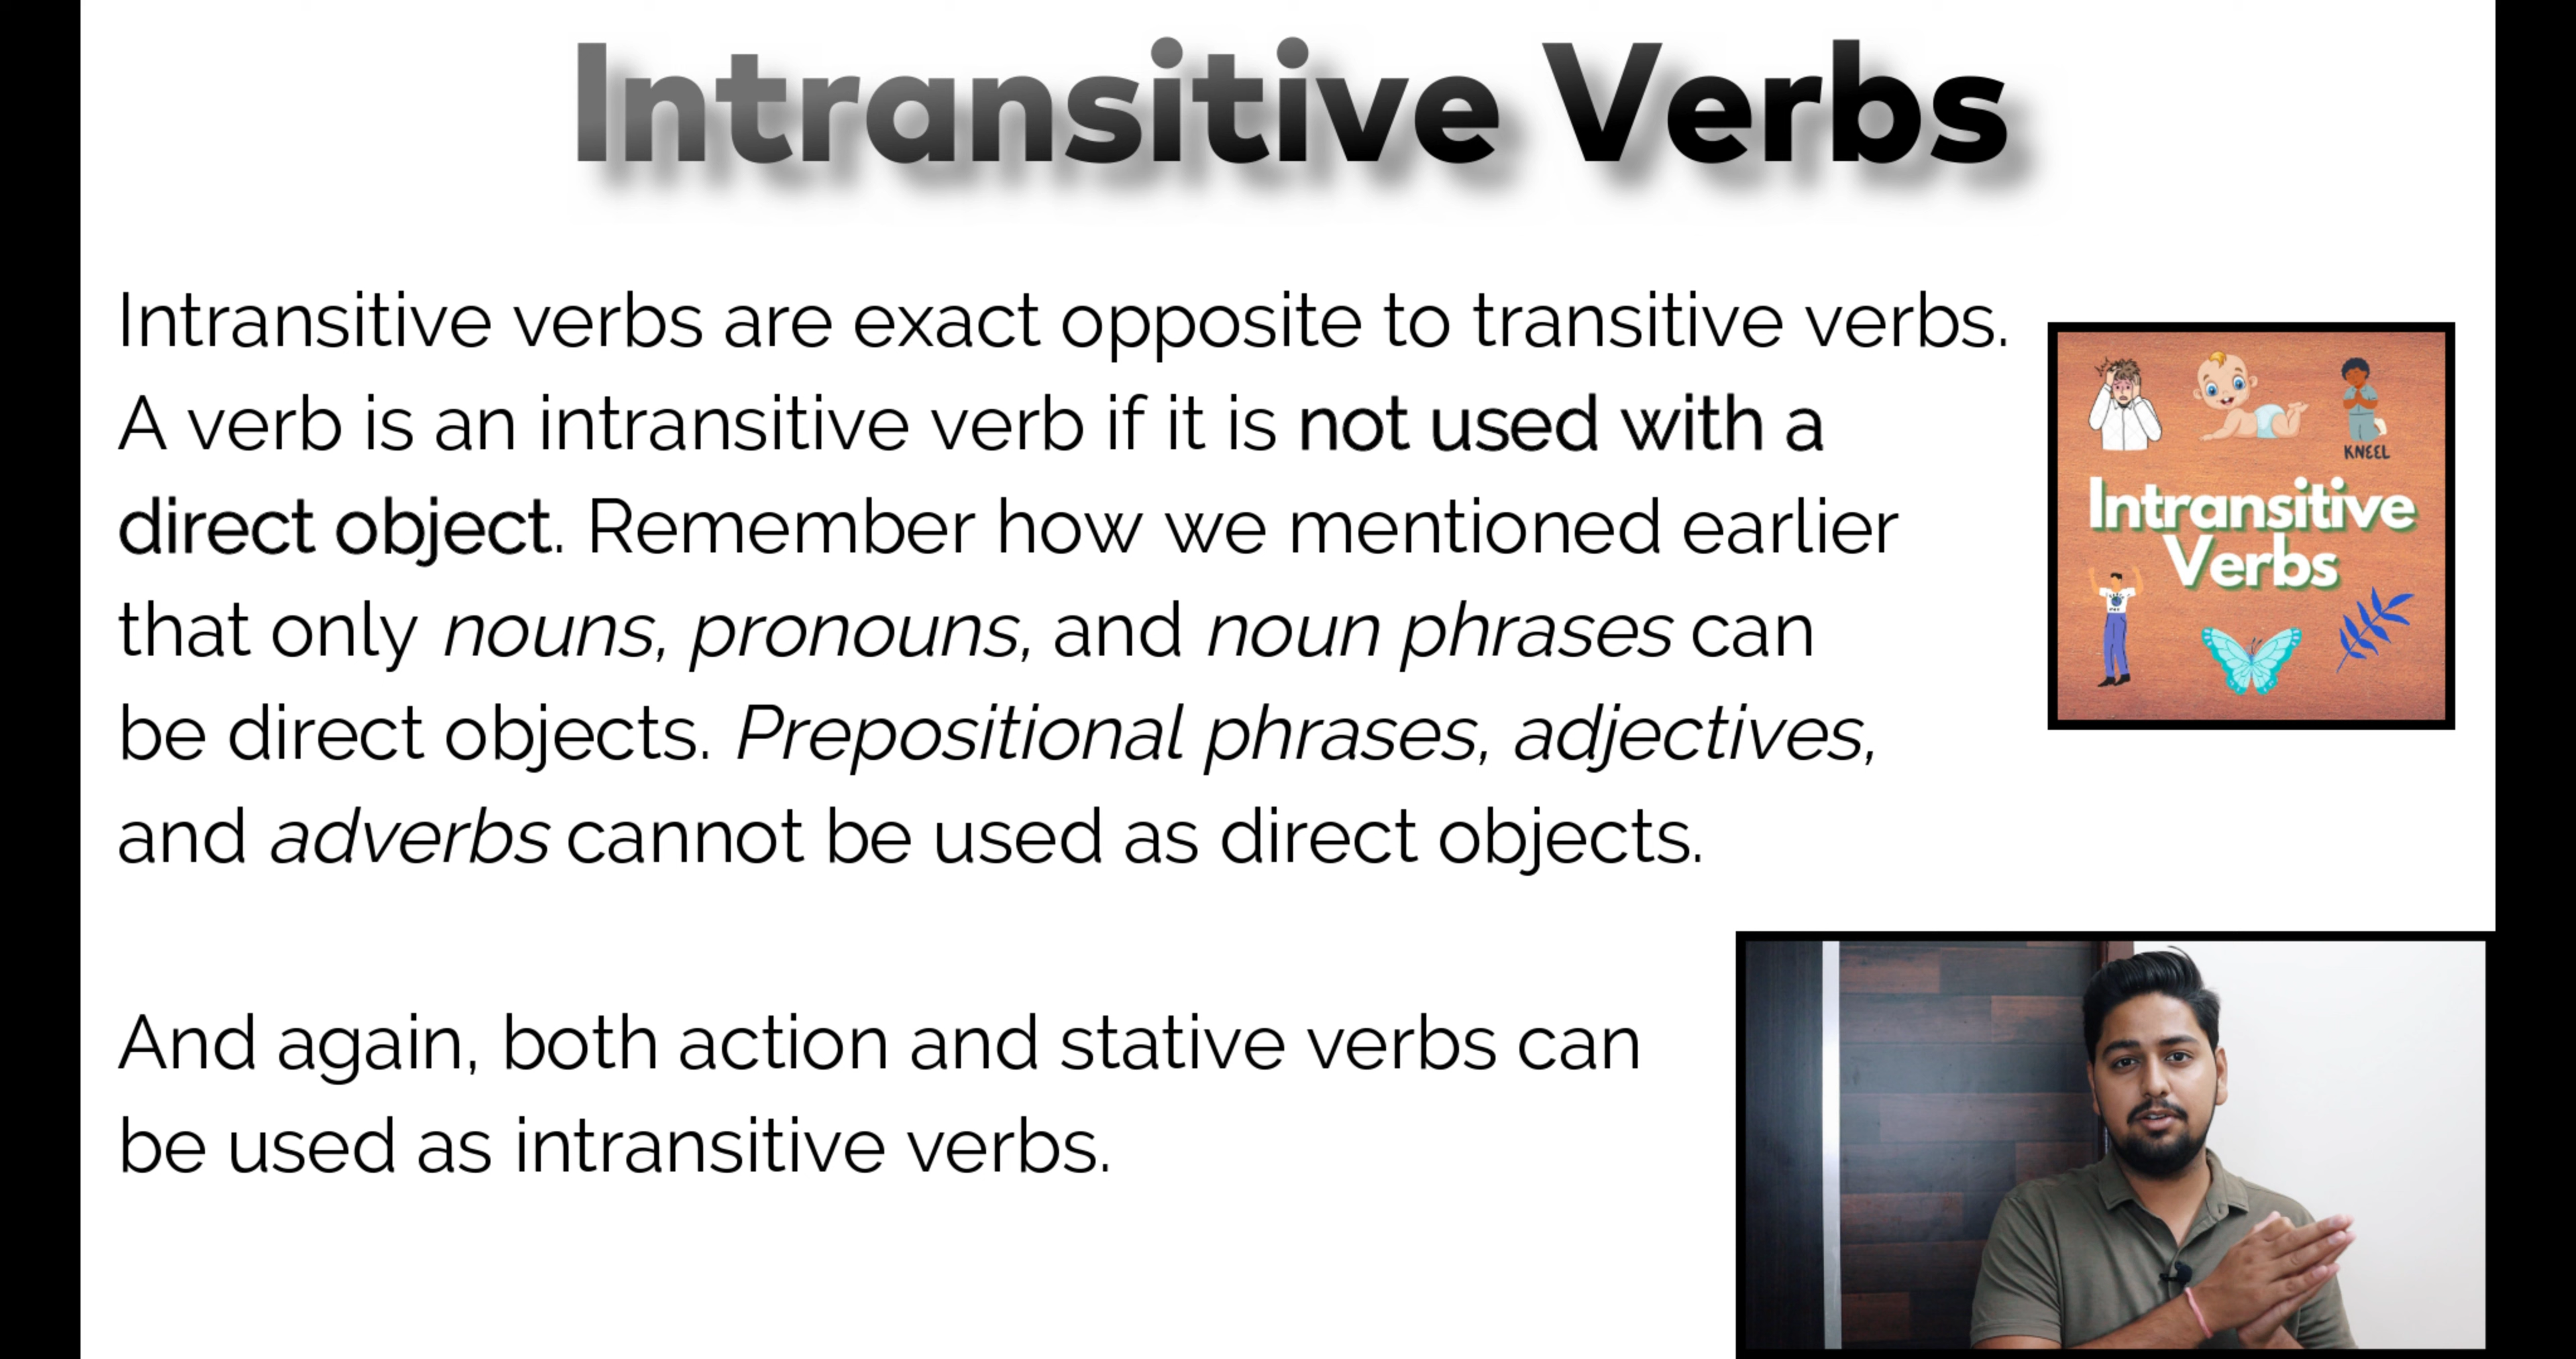 Intransitive Verbs
Intransitive verbs are exact opposite to transitive verbs.
A verb is an intransitive verb if it is not used with a
direct object. Remember how we mentioned earlier
that only nouns, pronouns, and noun phrases can
be direct objects. Prepositional phrases, adjectives,
and adverbs cannot be used as direct objects.
And again, both action and stative verbs can
be used as intransitive verbs.
KNEEL
Intransitive
Verbs